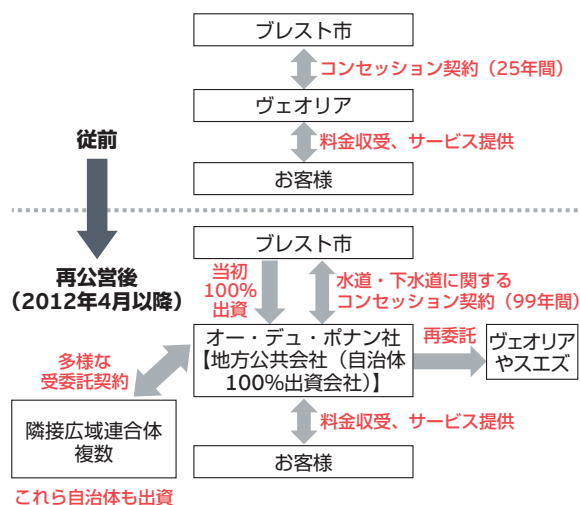 ブレスト市
コンセッション契約（25年間）
ヴェオリア
料金収受、サービス提供
お客様
従前
再公営後
（2012年4月以降）
ブレスト市
当初
100%
出資
水道・下水道に関する
コンセッション契約（99年間）
オー・デュ・ポナン社
【地方公共会社（自治体
100%出資会社）】
再委託
ヴェオリア
やスエズ
多様な
受委託契約
隣接広域連合体
複数
これら自治体も出資
料金収受、サービス提供
お客様